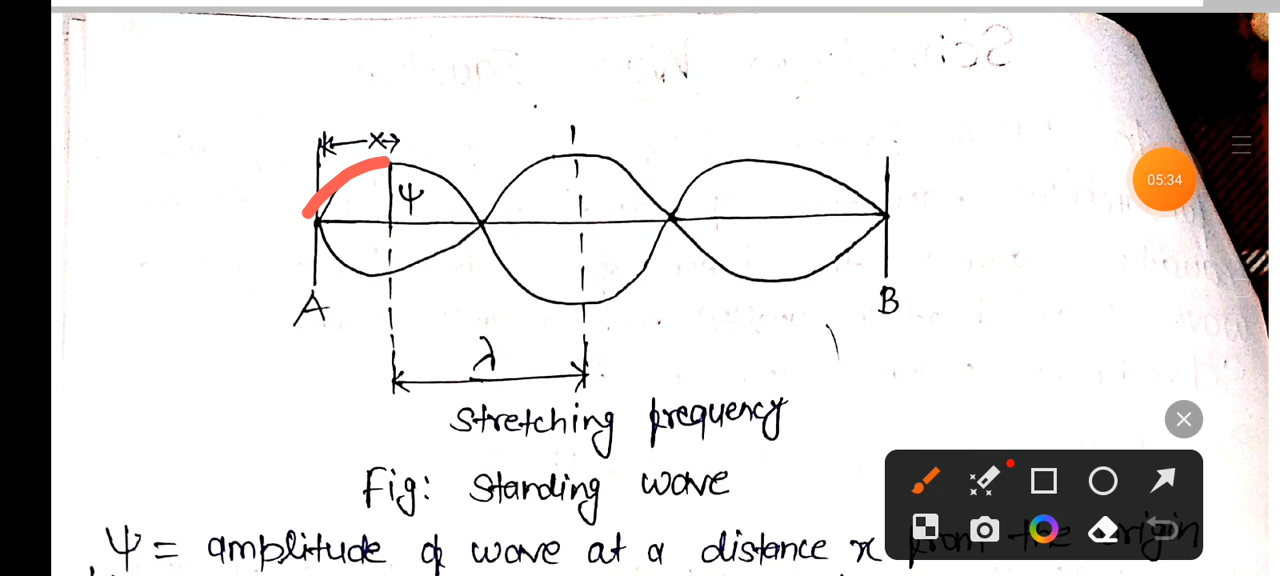 x
ψ
A
B
λ
Stretching frequency
Fig: Standing wave
ψ = amplitude of wave at a distance x from the origin
05:34